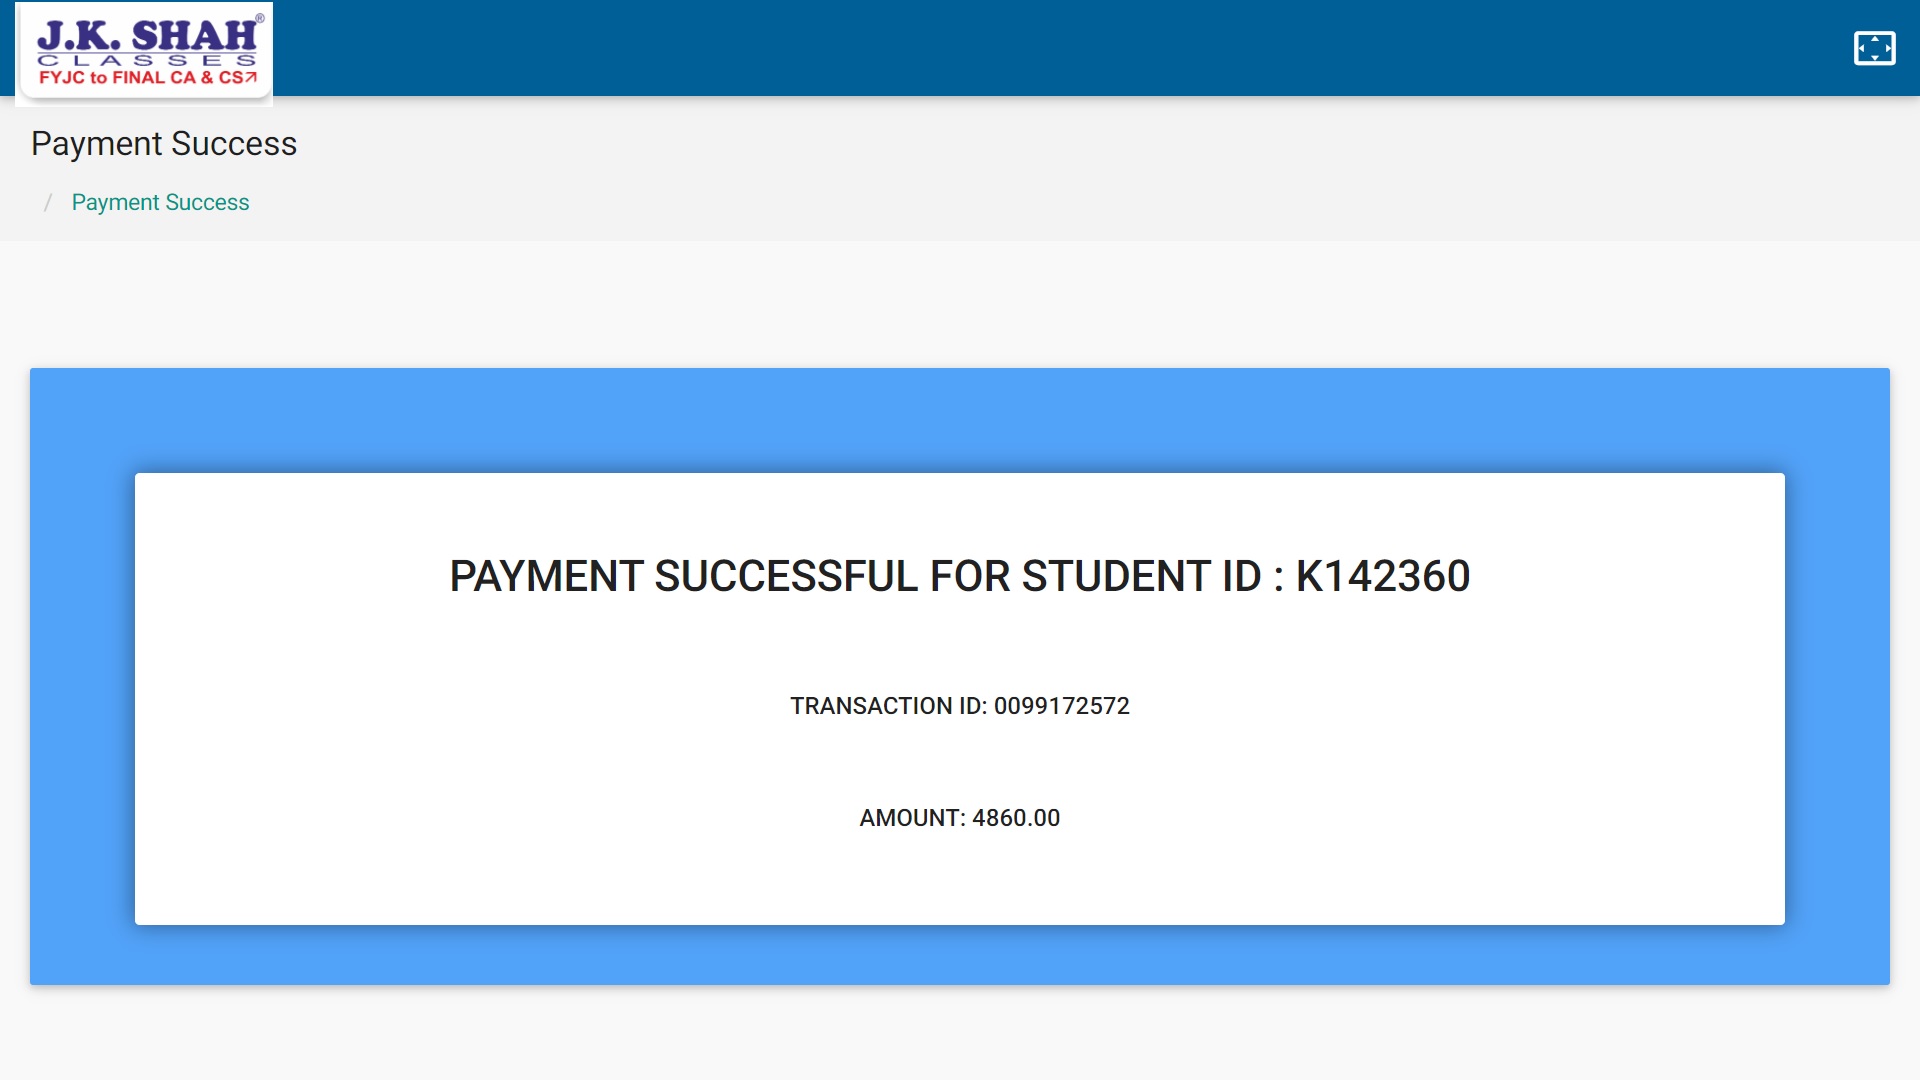 J.K. SHAH®
CLASSES
FYJC to FINAL CA & CS
Payment Success
/ Payment Success
PAYMENT SUCCESSFUL FOR STUDENT ID : K142360
TRANSACTION ID: 0099172572
AMOUNT: 4860.00